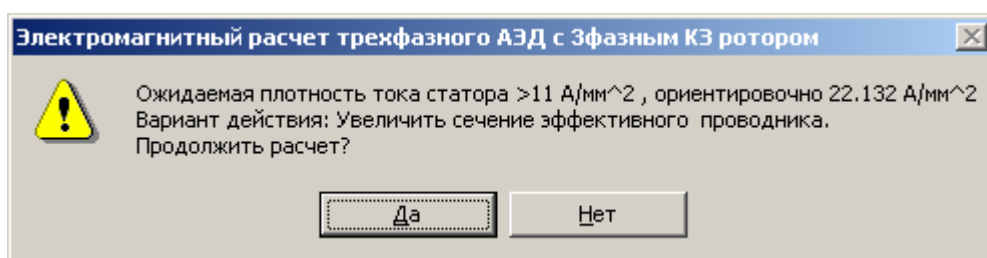 Электромагнитный расчет трехфазного АЭД с 3фазным КЗ ротором
Ожидаемая плотность тока статора >11 А/мм^2 , ориентировочно 22.132 А/мм^2
Вариант действия: Увеличить сечение эффективного проводника.
Продолжить расчет?
Да
Нет